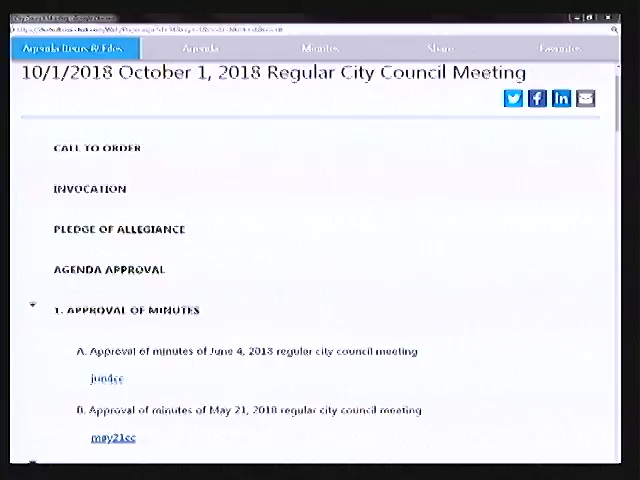 Agenda Items & Files Agenda Minutes Share Favorites
10/1/2018 October 1, 2018 Regular City Council Meeting
CALL TO ORDER
INVOCATION
PLEDGE OF ALLEGIANCE
AGENDA APPROVAL
1. APPROVAL OF MINUTES
A. Approval of minutes of June 4, 2018 regular city council meeting
jun4cc
B. Approval of minutes of May 21, 2018 regular city council meeting
may21cc